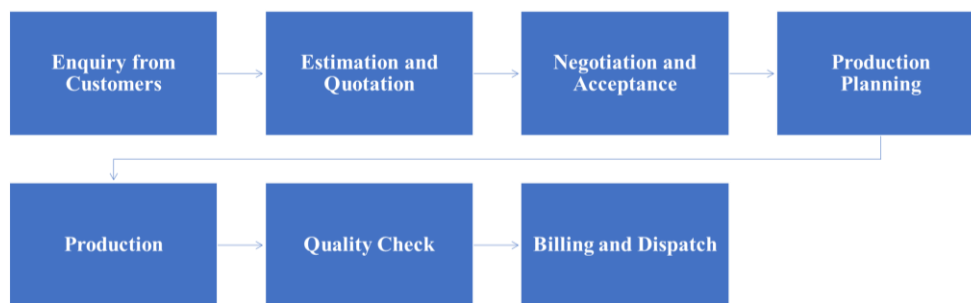 Enquiry from
Customers
Estimation and
Quotation
Negotiation and
Acceptance
Production
Planning
Production
Quality Check
Billing and Dispatch